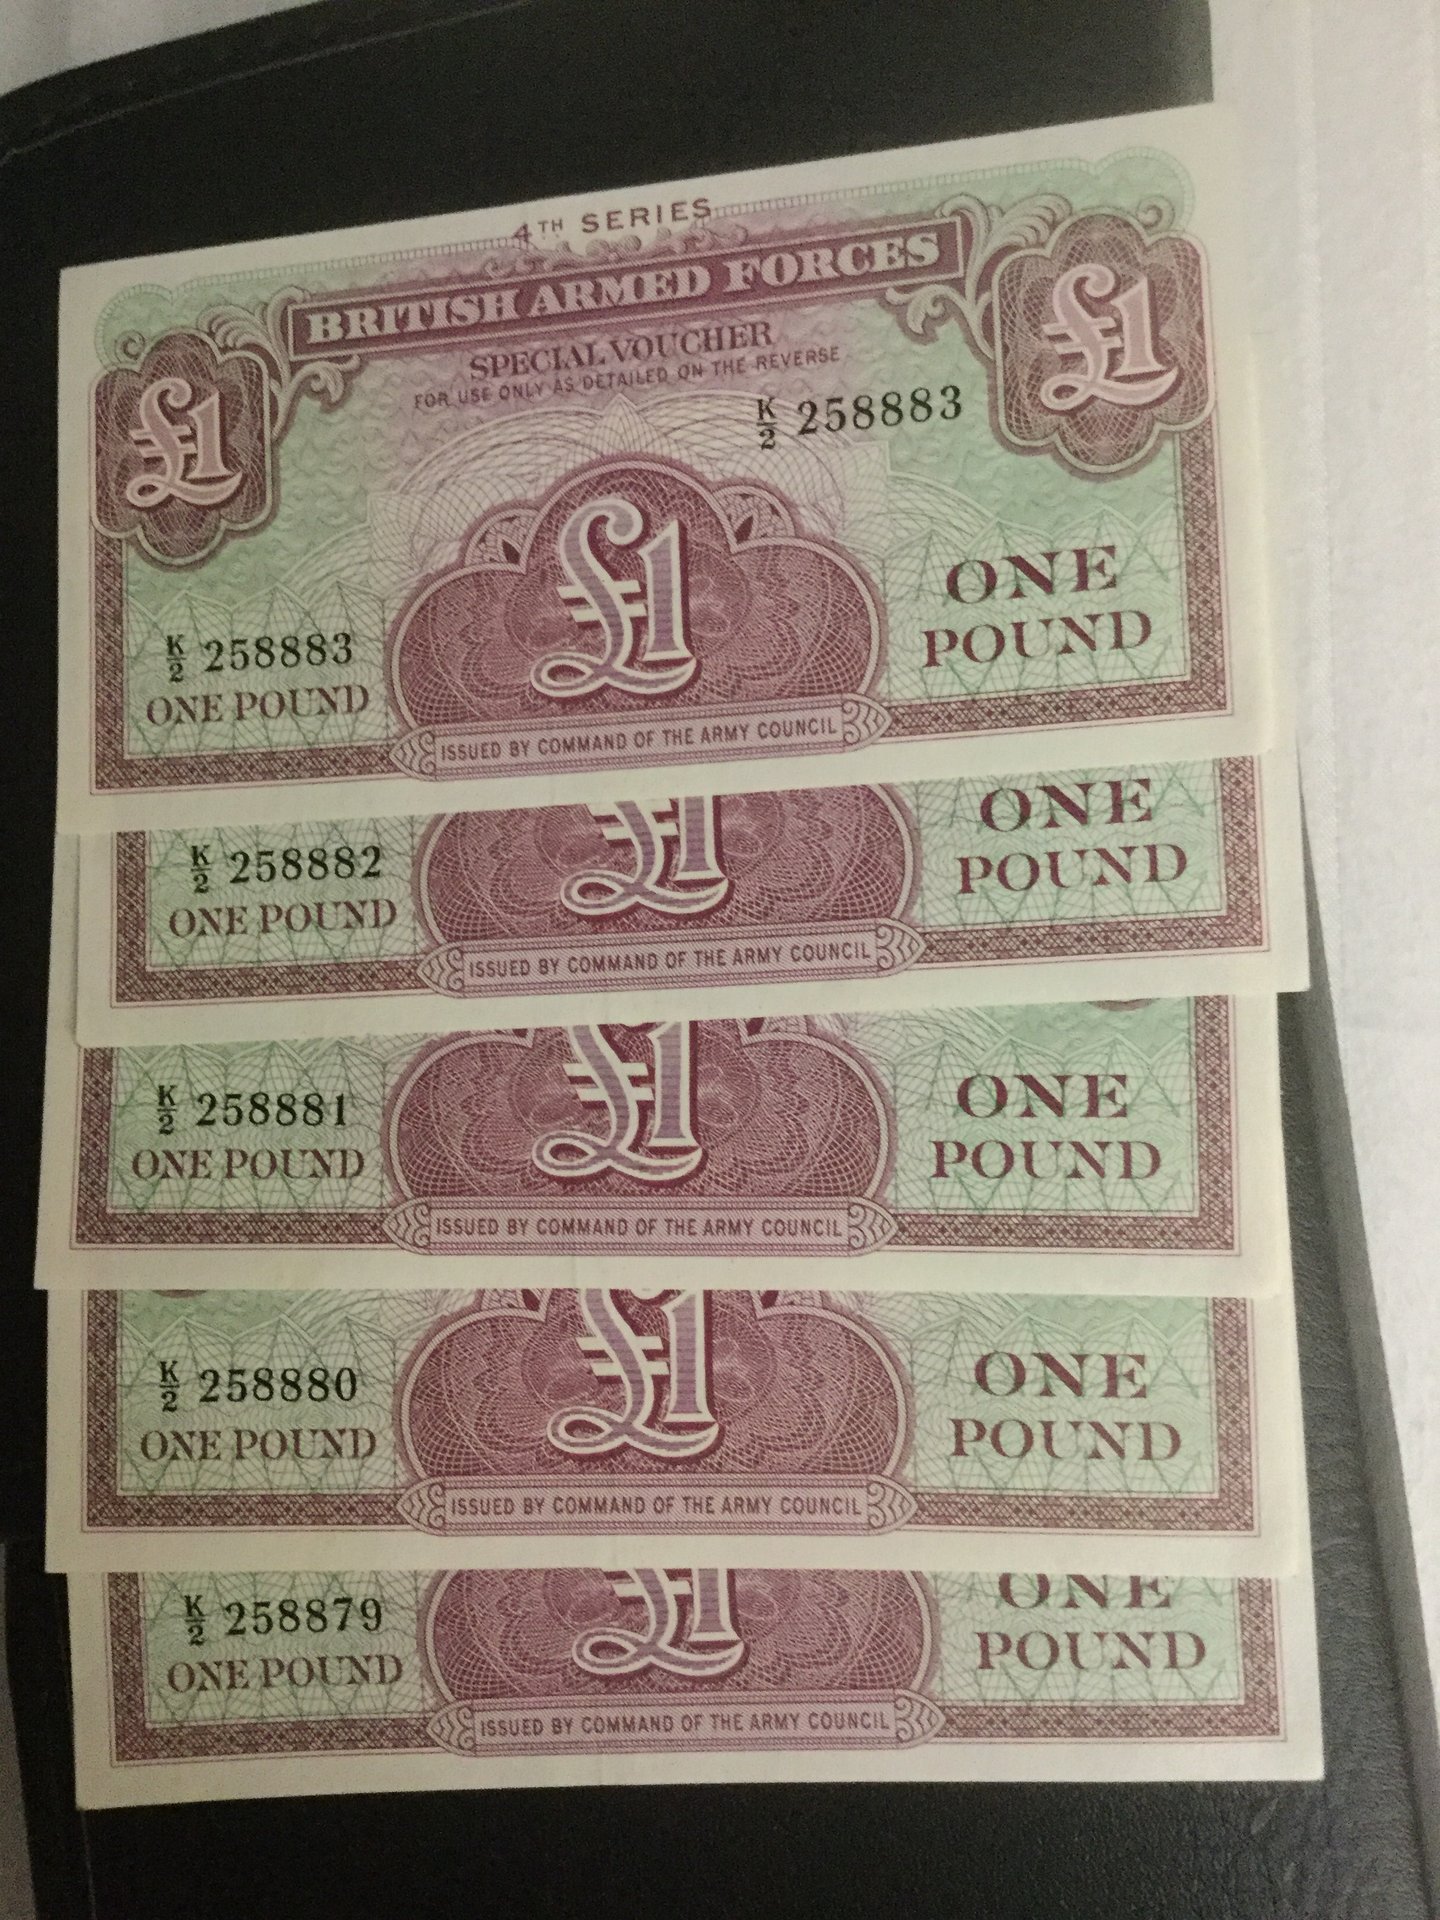 4TH SERIES
BRITISH ARMED FORCES
SPECIAL VOUCHER
FOR USE ONLY AS DETAILED ON THE REVERSE
£1
£1
K/2 258883
£1
ONE
POUND
K/2 258883
ONE POUND
ISSUED BY COMMAND OF THE ARMY COUNCIL
£1
ONE
POUND
K/2 258882
ONE POUND
ISSUED BY COMMAND OF THE ARMY COUNCIL
£1
ONE
POUND
K/2 258881
ONE POUND
ISSUED BY COMMAND OF THE ARMY COUNCIL
£1
ONE
POUND
K/2 258880
ONE POUND
ISSUED BY COMMAND OF THE ARMY COUNCIL
£1
ONE
POUND
K/2 258879
ONE POUND
ISSUED BY COMMAND OF THE ARMY COUNCIL